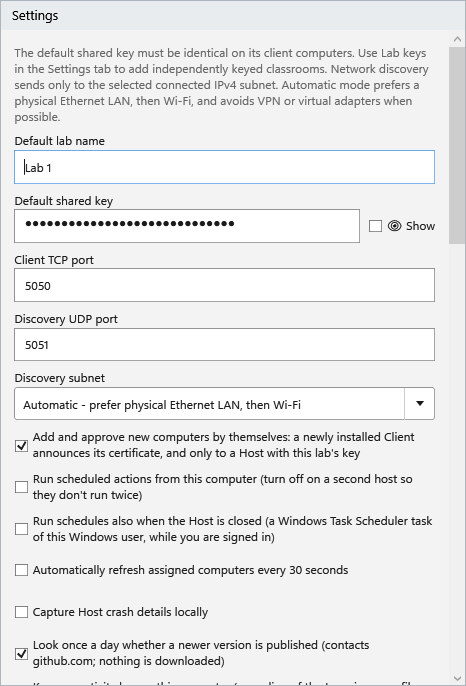 Settings
The default shared key must be identical on its client computers. Use Lab keys
in the Settings tab to add independently keyed classrooms. Network discovery
sends only to the selected connected IPv4 subnet. Automatic mode prefers a
physical Ethernet LAN, then Wi-Fi, and avoids VPN or virtual adapters when
possible.
Default lab name
Lab 1
Default shared key
●●●●●●●●●●●●●●●●●●●●●●●●●●●●●
Show
Client TCP port
5050
Discovery UDP port
5051
Discovery subnet
Automatic - prefer physical Ethernet LAN, then Wi-Fi
Add and approve new computers by themselves: a newly installed Client
announces its certificate, and only to a Host with this lab's key
Run scheduled actions from this computer (turn off on a second host so
they don't run twice)
Run schedules also when the Host is closed (a Windows Task Scheduler task
of this Windows user, while you are signed in)
Automatically refresh assigned computers every 30 seconds
Capture Host crash details locally
Look once a day whether a newer version is published (contacts
github.com; nothing is downloaded)